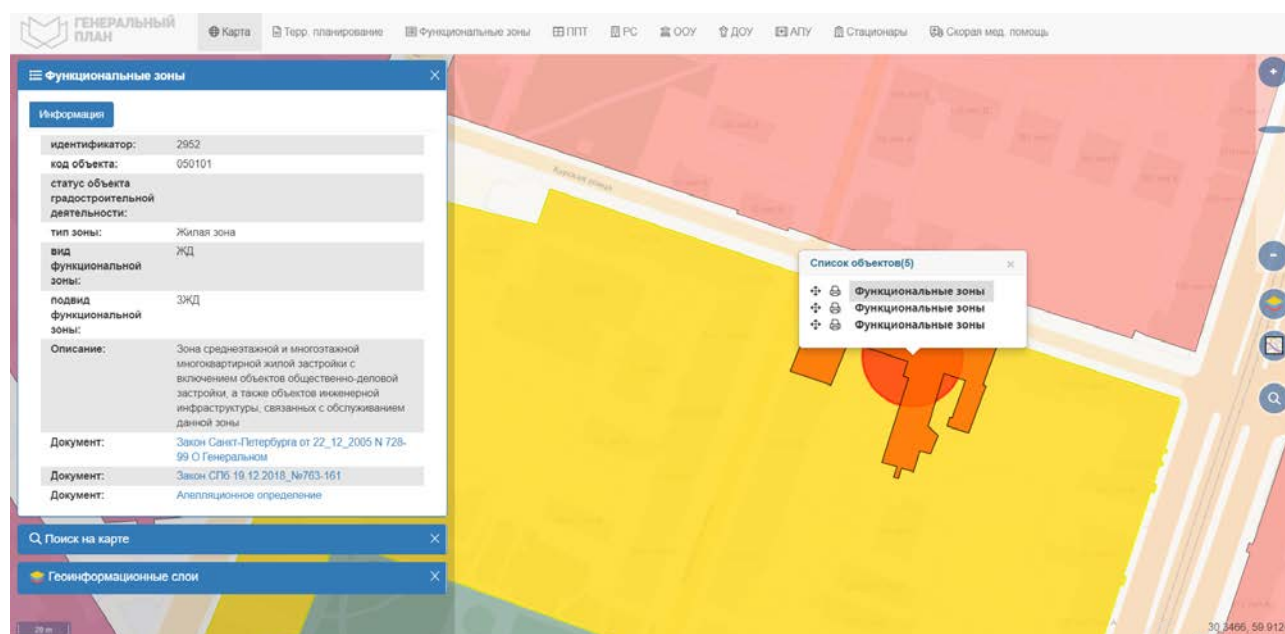 ГЕНЕРАЛЬНЫЙ
ПЛАН
Карта Терр. планирование Функциональные зоны ППТ РС ООУ ДОУ АПУ Стационары Скорая мед. помощь
Функциональные зоны
Информация
идентификатор: 2952
код объекта: 050101
статус объекта
градостроительной
деятельности:
тип зоны: Жилая зона
вид ЖД
функциональной
зоны:
подвид 3ЖД
функциональной
зоны:
Описание: Зона среднеэтажной и многоэтажной
многоквартирной жилой застройки с
включением объектов общественно-деловой
застройки, а также объектов инженерной
инфраструктуры, связанных с обслуживанием
данной зоны
Документ: Закон Санкт-Петербурга от 22_12_2005 N 728-
99 О Генеральном
Документ: Закон СПб 19.12.2018_№763-161
Документ: Апелляционное определение
Поиск на карте
Геоинформационные слои
Курская улица
Список объектов(5)
Функциональные зоны
Функциональные зоны
Функциональные зоны
20 m
30.3466, 59.912